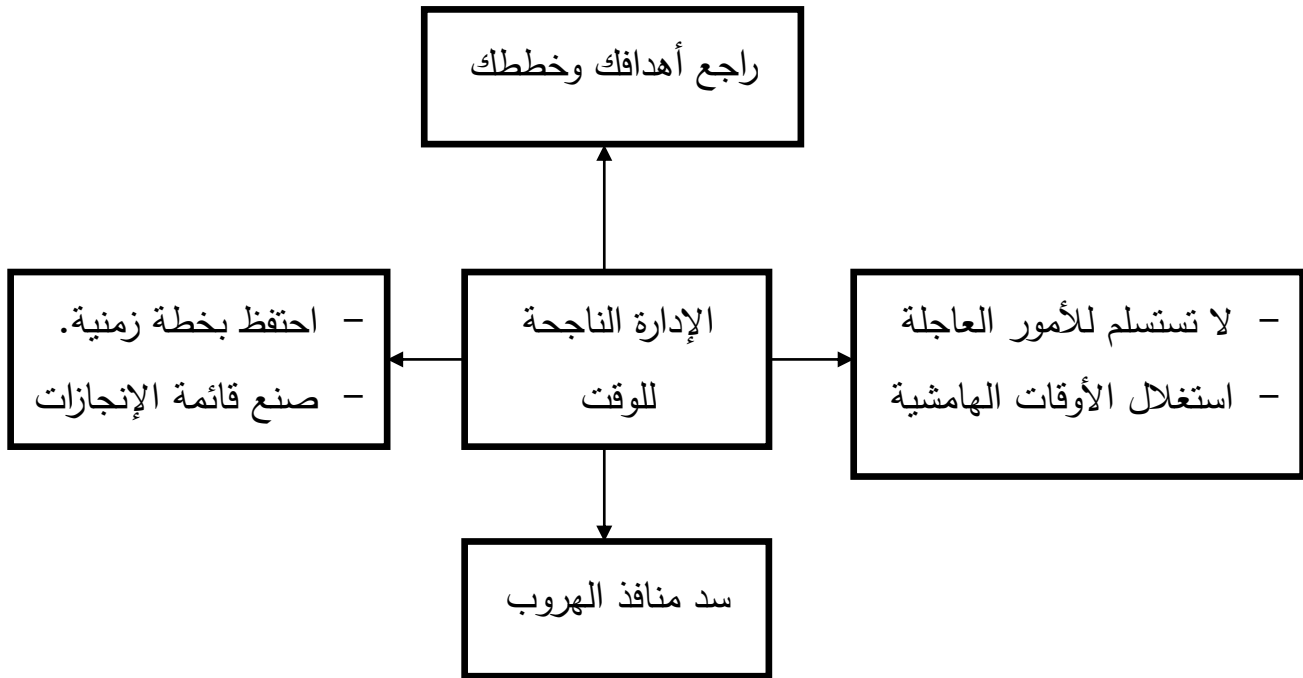 راجع أهدافك وخططك
- لا تستسلم للأمور العاجلة
- استغلال الأوقات الهامشية
الإدارة الناجحة
للوقت
- احتفظ بخطة زمنية.
- صنع قائمة الإنجازات
سد منافذ الهروب